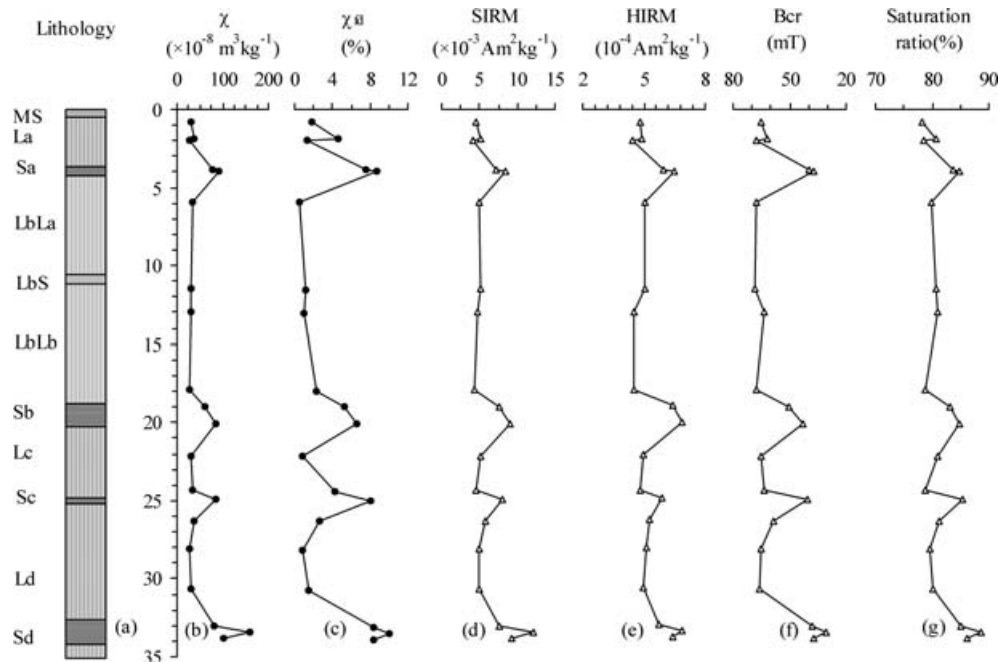 Lithology
χ
(×10⁻⁸ m³kg⁻¹)
0 100 200
χ
(%)
0 4 8 12
SIRM
(×10⁻³ Am²kg⁻¹)
0 5 10 15
HIRM
(10⁻⁴ Am²kg⁻¹)
2 5 8
Bcr
(mT)
80 50 20
Saturation
ratio(%)
70 80 90
MS
La
Sa
LbLa
LbS
LbLb
Sb
Lc
Sc
Ld
Sd
0
5
10
15
20
25
30
35
(a) (b) (c) (d) (e) (f) (g)